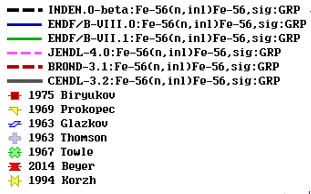 INDEN.0-beta:Fe-56(n,inl)Fe-56,sig:GRP
ENDF/B-VIII.0:Fe-56(n,inl)Fe-56,sig:GRP
ENDF/B-VII.1:Fe-56(n,inl)Fe-56,sig:GRP
JENDL-4.0:Fe-56(n,inl)Fe-56,sig:GRP
BROND-3.1:Fe-56(n,inl)Fe-56,sig:GRP
CENDL-3.2:Fe-56(n,inl)Fe-56,sig:GRP
1975 Biryukov
1969 Prokopec
1963 Glazkov
1963 Thomson
1967 Towle
2014 Beyer
1994 Korzh